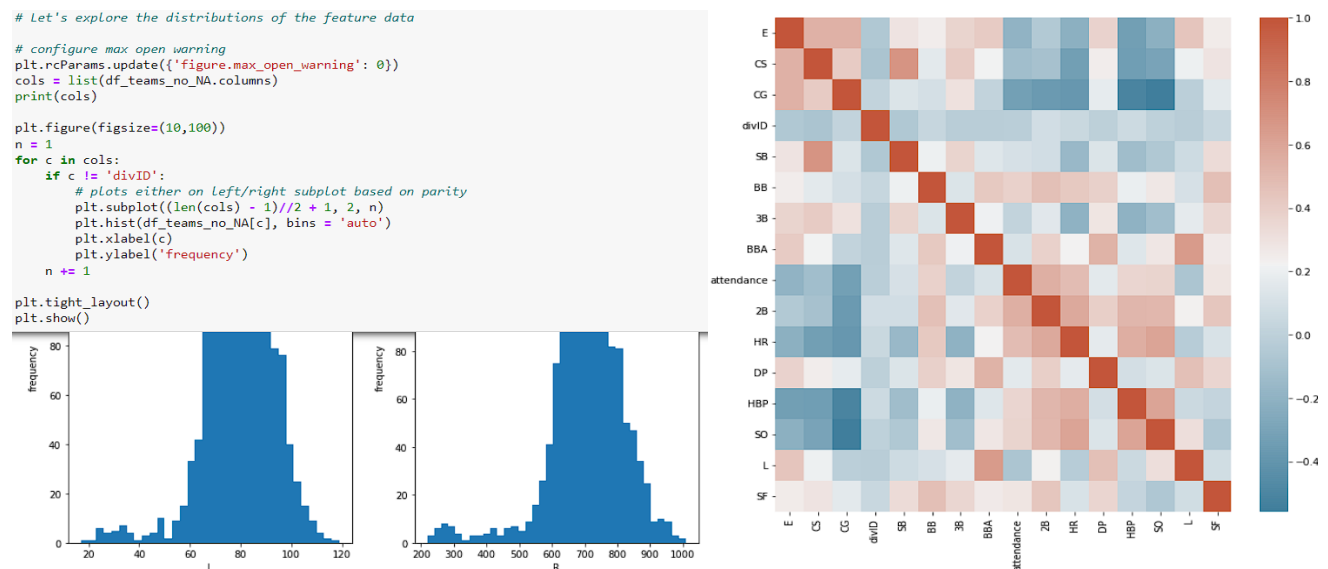 # Let's explore the distributions of the feature data
# configure max open warning
plt.rcParams.update({'figure.max_open_warning': 0})
cols = list(df_teams_no_NA.columns)
print(cols)
plt.figure(figsize=(10,100))
n = 1
for c in cols:
    if c != 'divID':
        # plots either on left/right subplot based on parity
        plt.subplot((len(cols) - 1)//2 + 1, 2, n)
        plt.hist(df_teams_no_NA[c], bins = 'auto')
        plt.xlabel(c)
        plt.ylabel('frequency')
    n += 1
plt.tight_layout()
plt.show()
80
60
40
20
0
frequency
20 40 60 80 100 120
80
60
40
20
0
frequency
200 300 400 500 600 700 800 900 1000
E
CS
CG
divID
SB
BB
3B
BBA
attendance
2B
HR
DP
HBP
SO
L
SF
E CS CG divID SB BB 3B BBA attendance 2B HR DP HBP SO L SF
1.0
0.8
0.6
0.4
0.2
0.0
−0.2
−0.4